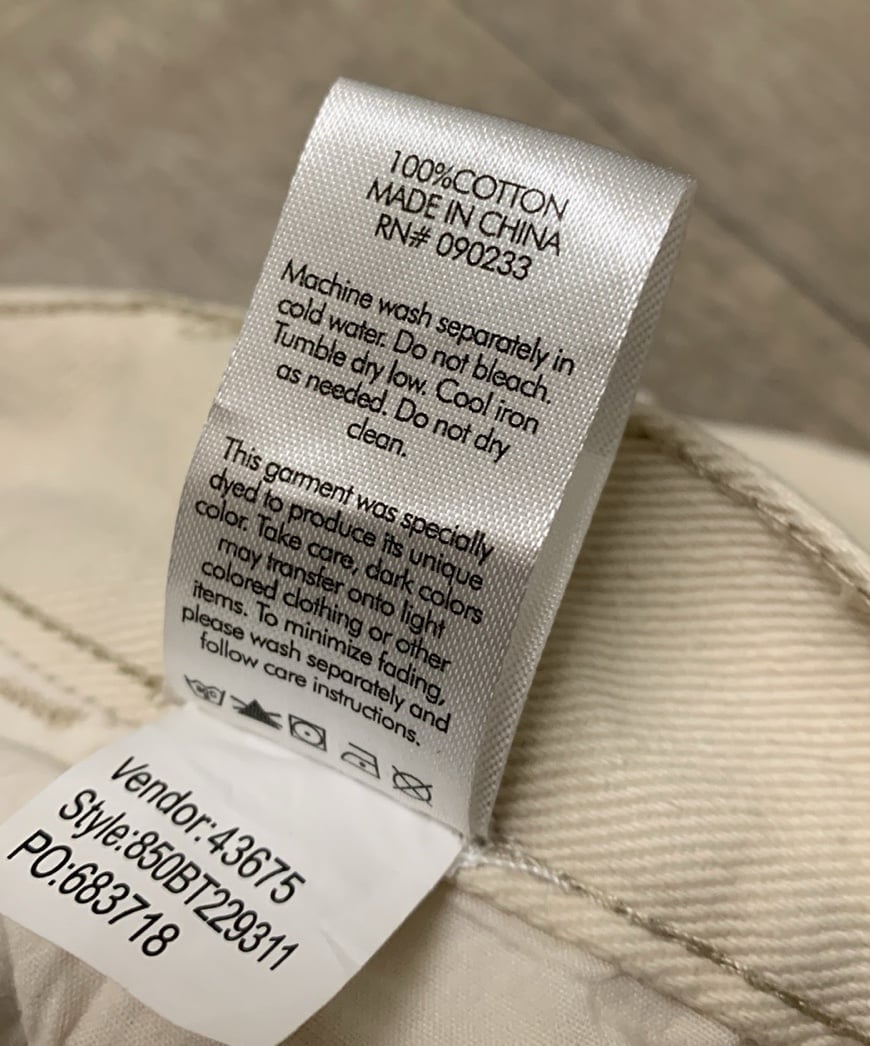 100%COTTON
MADE IN CHINA
RN# 090233
Machine wash separately in
cold water. Do not bleach.
Tumble dry low. Cool iron
as needed. Do not dry
clean.
This garment was specially
dyed to produce its unique
color. Take care, dark colors
may transfer onto light
colored clothing or other
items. To minimize fading,
please wash separately and
follow care instructions.
Vendor:43675
Style:850BT229311
PO:683718